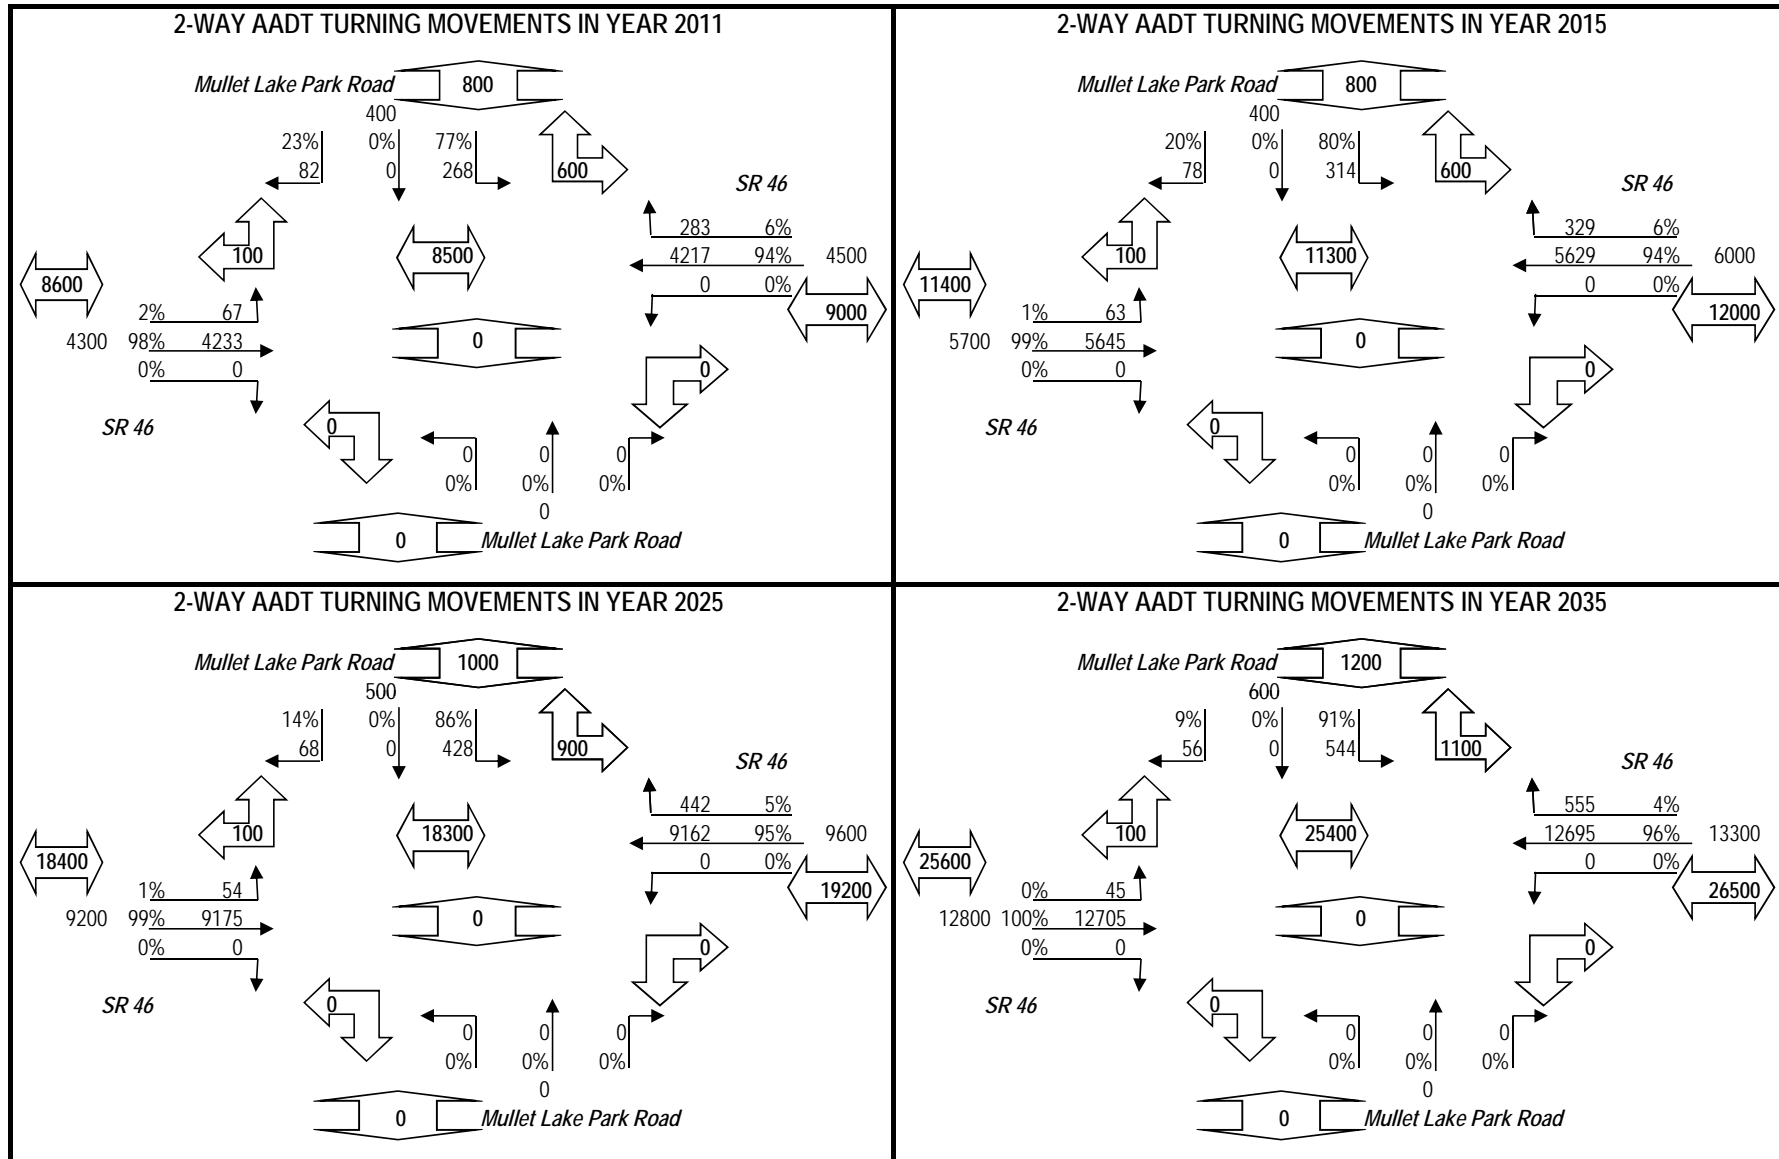 2-WAY AADT TURNING MOVEMENTS IN YEAR 2011
Mullet Lake Park Road 800
400
23% 0% 77%
82 0 268 600
SR 46
283 6%
100 8500 4217 94% 4500
8600 0 0%
2% 67 9000
4300 98% 4233 0
0% 0 0
SR 46 0
0 0 0
0% 0% 0%
0
0 Mullet Lake Park Road
2-WAY AADT TURNING MOVEMENTS IN YEAR 2015
Mullet Lake Park Road 800
400
20% 0% 80%
78 0 314 600
SR 46
329 6%
100 11300 5629 94% 6000
11400 0 0%
1% 63 12000
5700 99% 5645 0
0% 0 0
SR 46 0
0 0 0
0% 0% 0%
0
0 Mullet Lake Park Road
2-WAY AADT TURNING MOVEMENTS IN YEAR 2025
Mullet Lake Park Road 1000
500
14% 0% 86%
68 0 428 900
SR 46
442 5%
100 18300 9162 95% 9600
18400 0 0%
1% 54 19200
9200 99% 9175 0
0% 0 0
SR 46 0
0 0 0
0% 0% 0%
0
0 Mullet Lake Park Road
2-WAY AADT TURNING MOVEMENTS IN YEAR 2035
Mullet Lake Park Road 1200
600
9% 0% 91%
56 0 544 1100
SR 46
555 4%
100 25400 12695 96% 13300
25600 0 0%
0% 45 26500
12800 100% 12705 0
0% 0 0
SR 46 0
0 0 0
0% 0% 0%
0
0 Mullet Lake Park Road